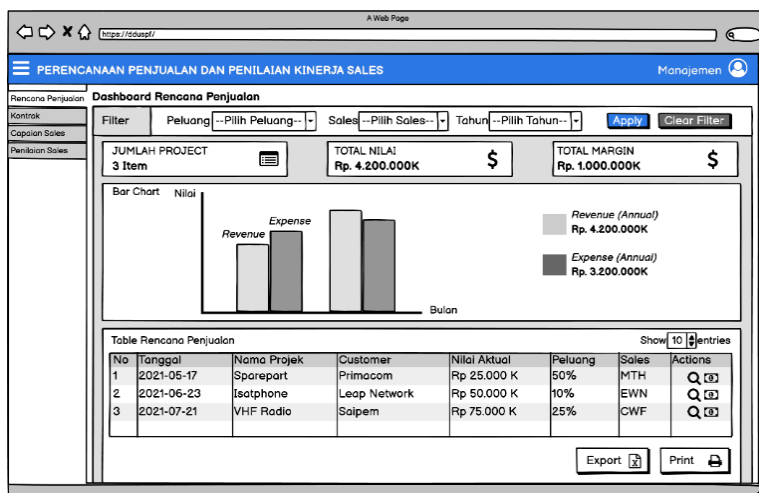 A Web Page
https://dduspf/
PERENCANAAN PENJUALAN DAN PENILAIAN KINERJA SALES
Manajemen
Rencana Penjualan
Kontrak
Capaian Sales
Penilaian Sales
Dashboard Rencana Penjualan
Filter Peluang --Pilih Peluang-- Sales --Pilih Sales-- Tahun --Pilih Tahun-- Apply Clear Filter
JUMLAH PROJECT
3 Item
TOTAL NILAI
Rp. 4.200.000K
$
TOTAL MARGIN
Rp. 1.000.000K
$
Bar Chart
Nilai
Revenue
Expense
Bulan
Revenue (Annual)
Rp. 4.200.000K
Expense (Annual)
Rp. 3.200.000K
Table Rencana Penjualan
Show 10 entries
No Tanggal Nama Projek Customer Nilai Aktual Peluang Sales Actions
1 2021-05-17 Sparepart Primacom Rp 25.000 K 50% MTH
2 2021-06-23 Isatphone Leap Network Rp 50.000 K 10% EWN
3 2021-07-21 VHF Radio Saipem Rp 75.000 K 25% CWF
Export
Print